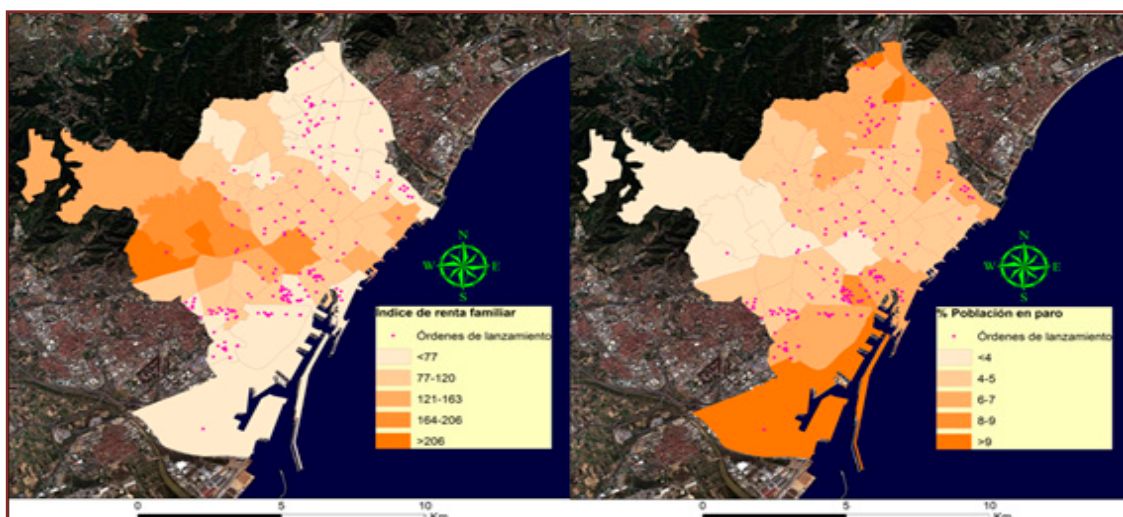 N
W E
S
Indice de renta familiar
Órdenes de lanzamiento
<77
77-120
121-163
164-206
>206
0 5 10
Km
N
W E
S
% Población en paro
Órdenes de lanzamiento
<4
4-5
6-7
8-9
>9
0 5 10
Km